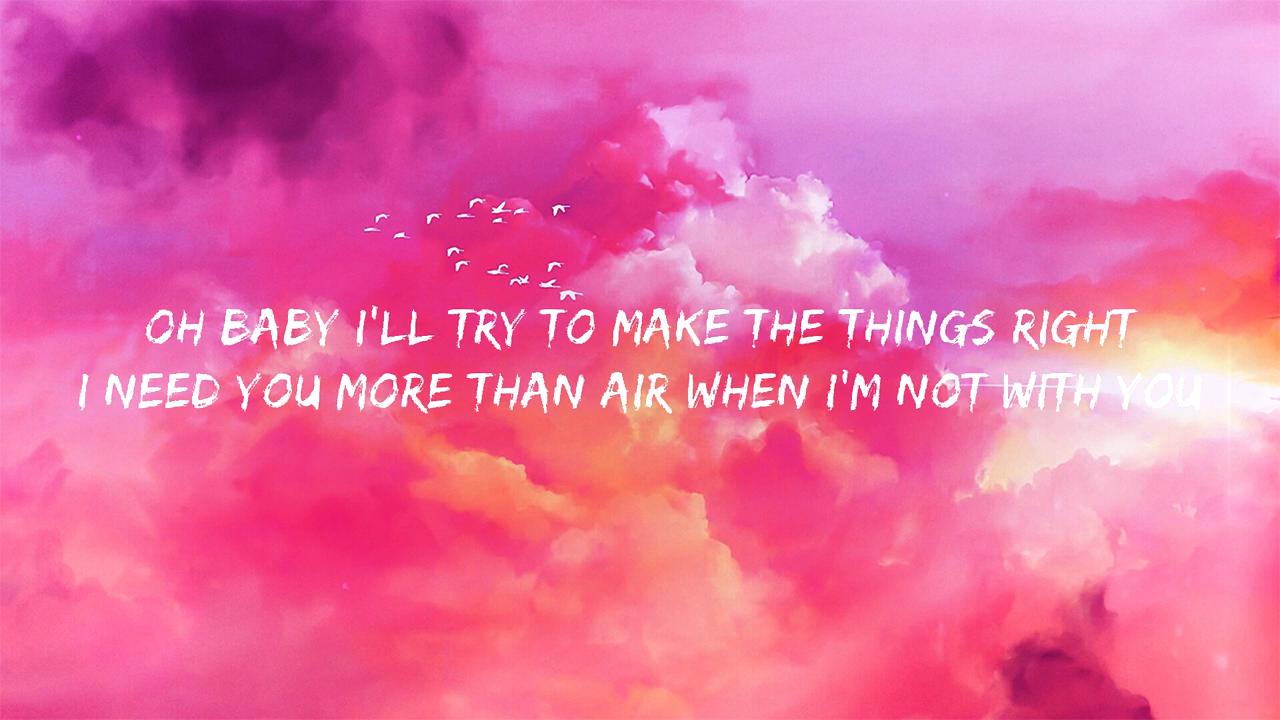 OH BABY I'LL TRY TO MAKE THE THINGS RIGHT
I NEED YOU MORE THAN AIR WHEN I'M NOT WITH YOU